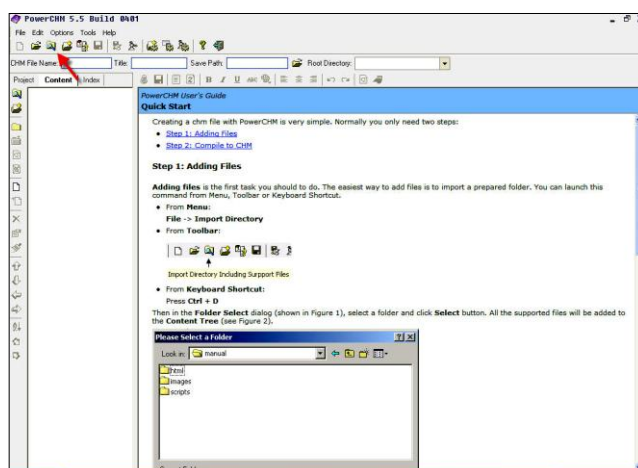 PowerCHM 5.5 Build 0401
File Edit Options Tools Help
CHM File Name: Title: Save Path: Root Directory:
Project Content Index
PowerCHM User's Guide
Quick Start
Creating a chm file with PowerCHM is very simple. Normally you only need two steps:
Step 1: Adding Files
Step 2: Compile to CHM
Step 1: Adding Files
Adding files is the first task you should to do. The easiest way to add files is to import a prepared folder. You can launch this
command from Menu, Toolbar or Keyboard Shortcut.
From Menu:
File -> Import Directory
From Toolbar:
Import Directory Including Surpport Files
From Keyboard Shortcut:
Press Ctrl + D
Then in the Folder Select dialog (shown in Figure 1), select a folder and click Select button. All the supported files will be added to
the Content Tree (see Figure 2).
Please Select a Folder
Look in: manual
html
images
scripts